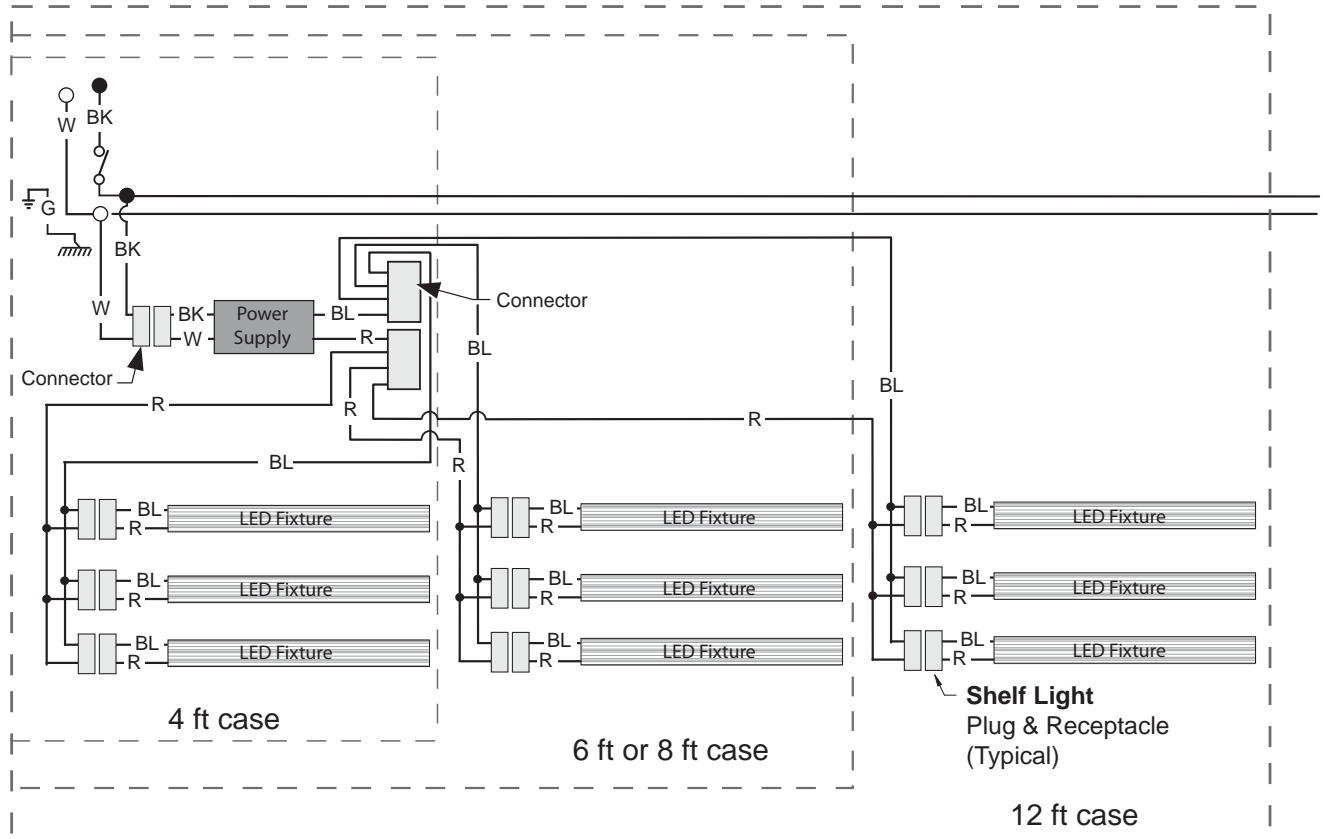 W
BK
G
BK
W
BK
W
Power
Supply
BL
R
Connector
Connector
BL
BL
R
R
R
BL
R
BL
R
LED Fixture
BL
R
LED Fixture
BL
R
LED Fixture
BL
R
LED Fixture
BL
R
LED Fixture
BL
R
LED Fixture
BL
R
LED Fixture
BL
R
LED Fixture
BL
R
LED Fixture
4 ft case
6 ft or 8 ft case
Shelf Light
Plug & Receptacle
(Typical)
12 ft case